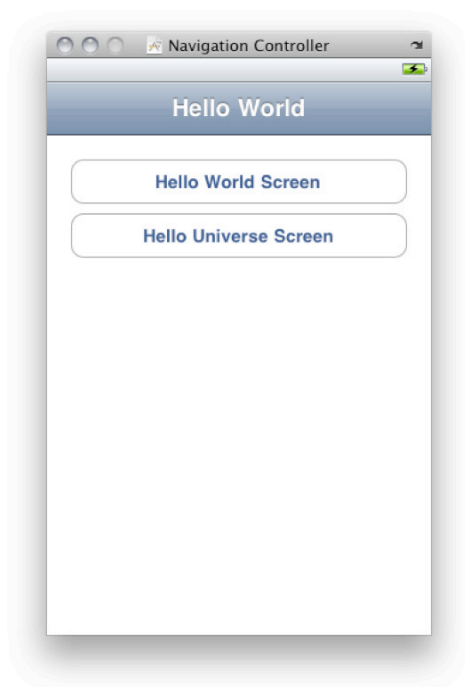 Navigation Controller
Hello World
Hello World Screen
Hello Universe Screen